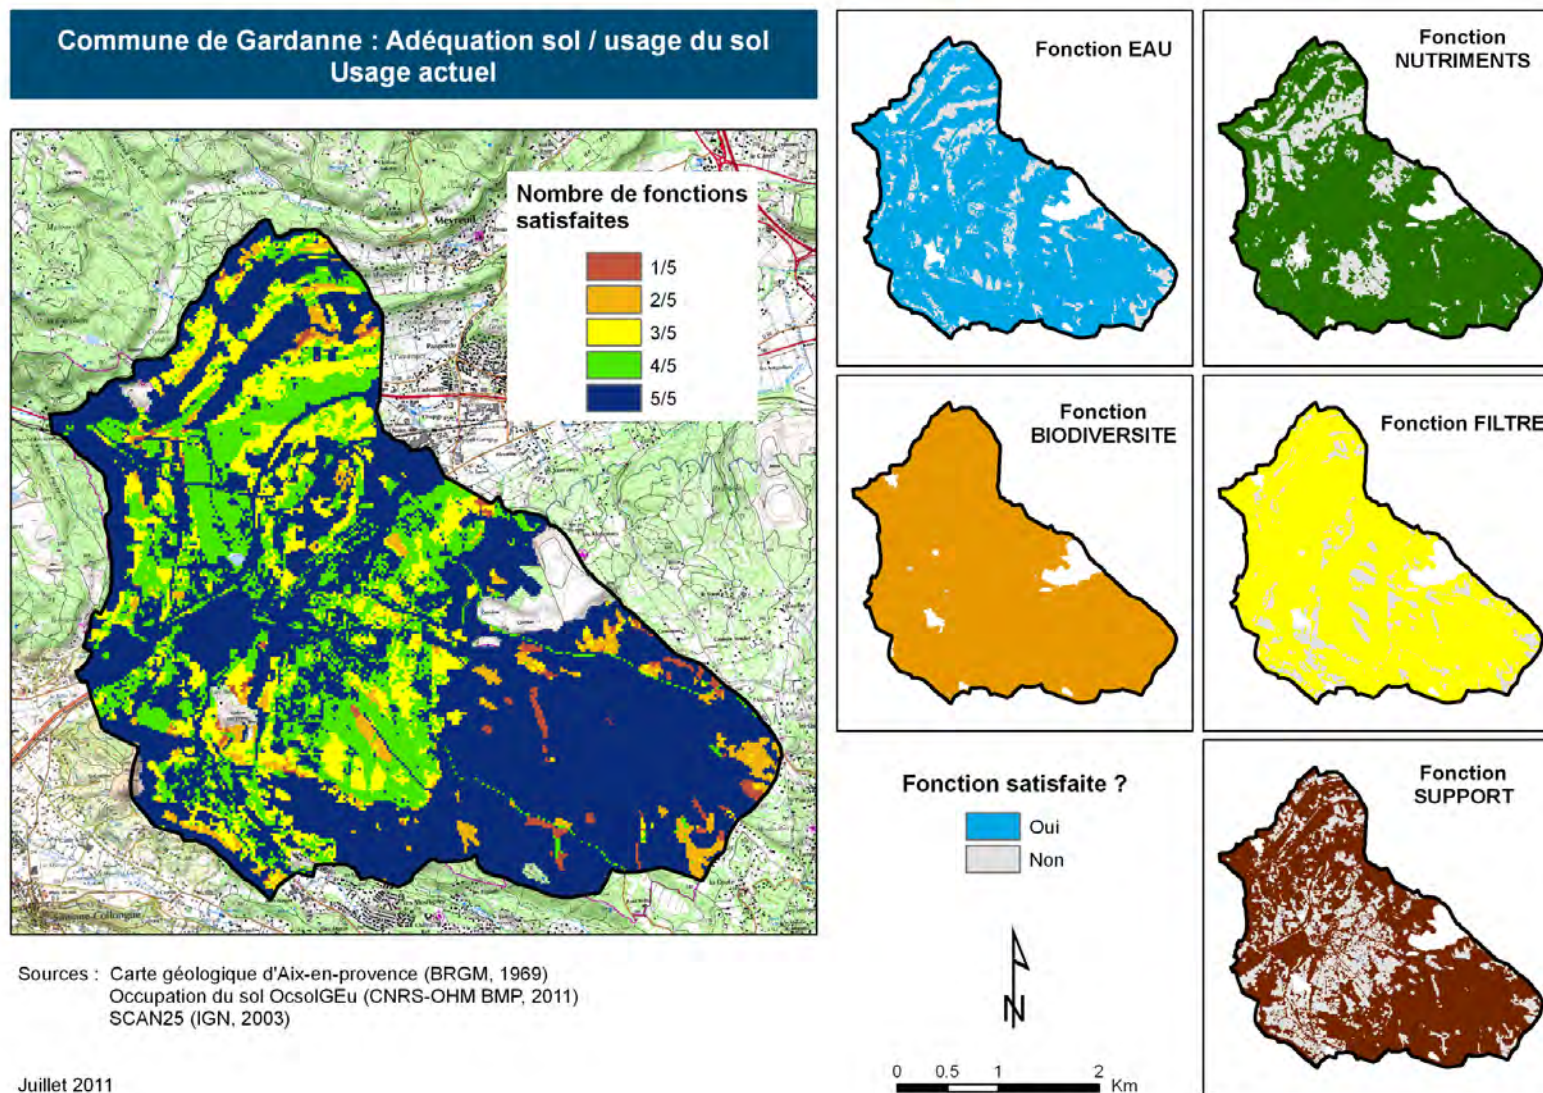 Commune de Gardanne : Adéquation sol / usage du sol
Usage actuel
Nombre de fonctions
satisfaites
1/5
2/5
3/5
4/5
5/5
Meyreuil
Simiane-Collongue
Fonction EAU
Fonction
NUTRIMENTS
Fonction
BIODIVERSITE
Fonction FILTRE
Fonction satisfaite ?
Oui
Non
Fonction
SUPPORT
N
0 0.5 1 2
Km
Sources : Carte géologique d'Aix-en-provence (BRGM, 1969)
Occupation du sol OcsolGEu (CNRS-OHM BMP, 2011)
SCAN25 (IGN, 2003)
Juillet 2011